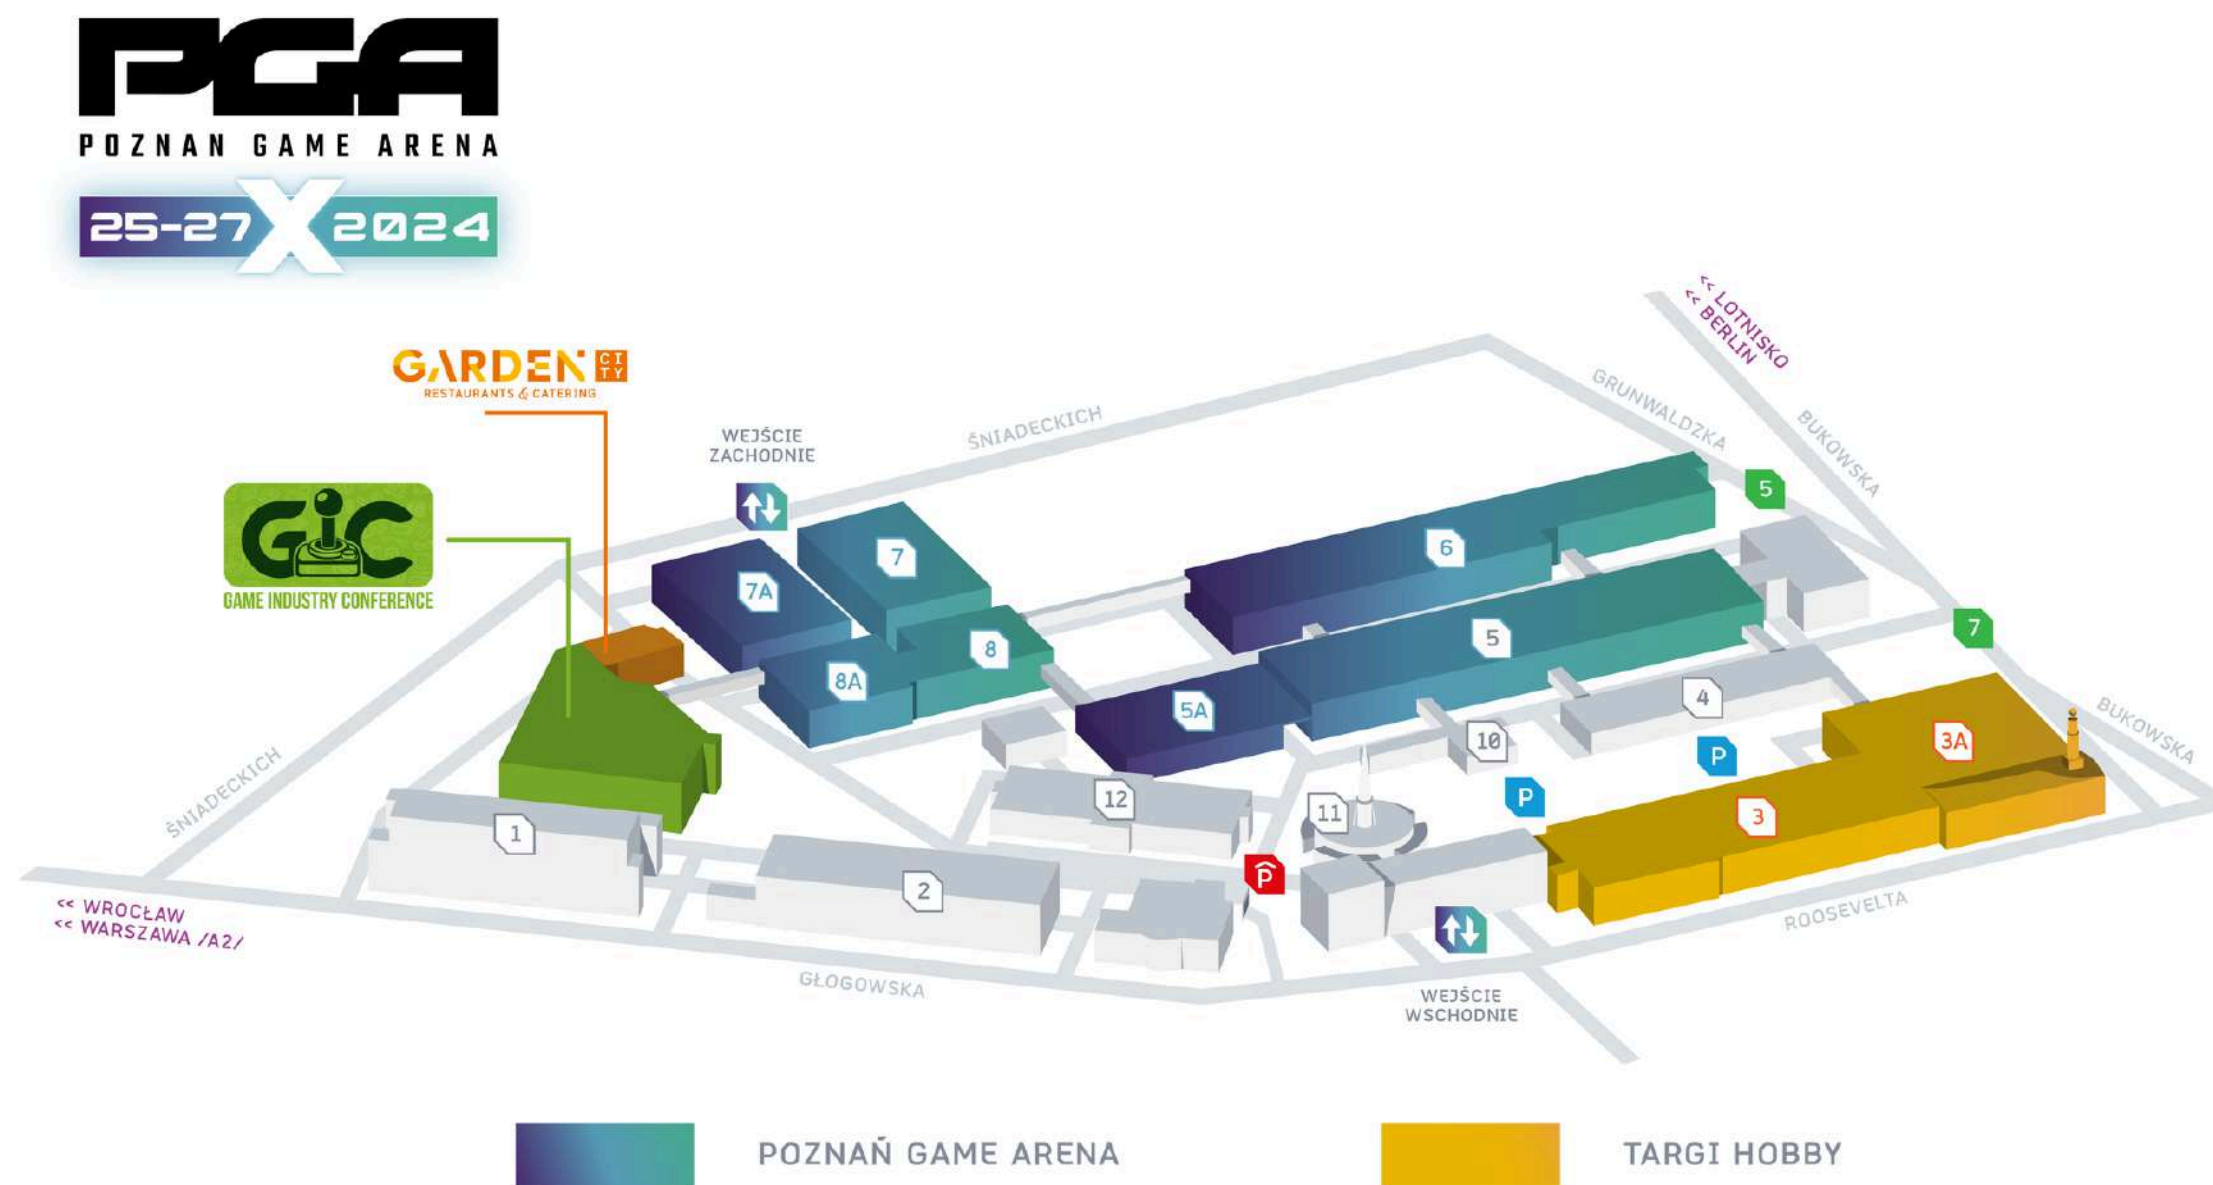 PGA
POZNAN GAME ARENA
25-27 X 2024
<< LOTNISKO
<< BERLIN
GARDEN CITY
RESTAURANTS & CATERING
WEJŚCIE
ZACHODNIE
ŚNIADECKICH
GRUNWALDZKA
BUKOWSKA
GIC
GAME INDUSTRY CONFERENCE
5
7
6
7A
7
5
8
8A
4
5A
BUKOWSKA
10
3A
P
P
ŚNIADECKICH
12
11
3
1
P
2
<< WROCŁAW
<< WARSZAWA /A2/
ROOSEVELTA
GŁOGOWSKA
WEJŚCIE
WSCHODNIE
POZNAŃ GAME ARENA
TARGI HOBBY